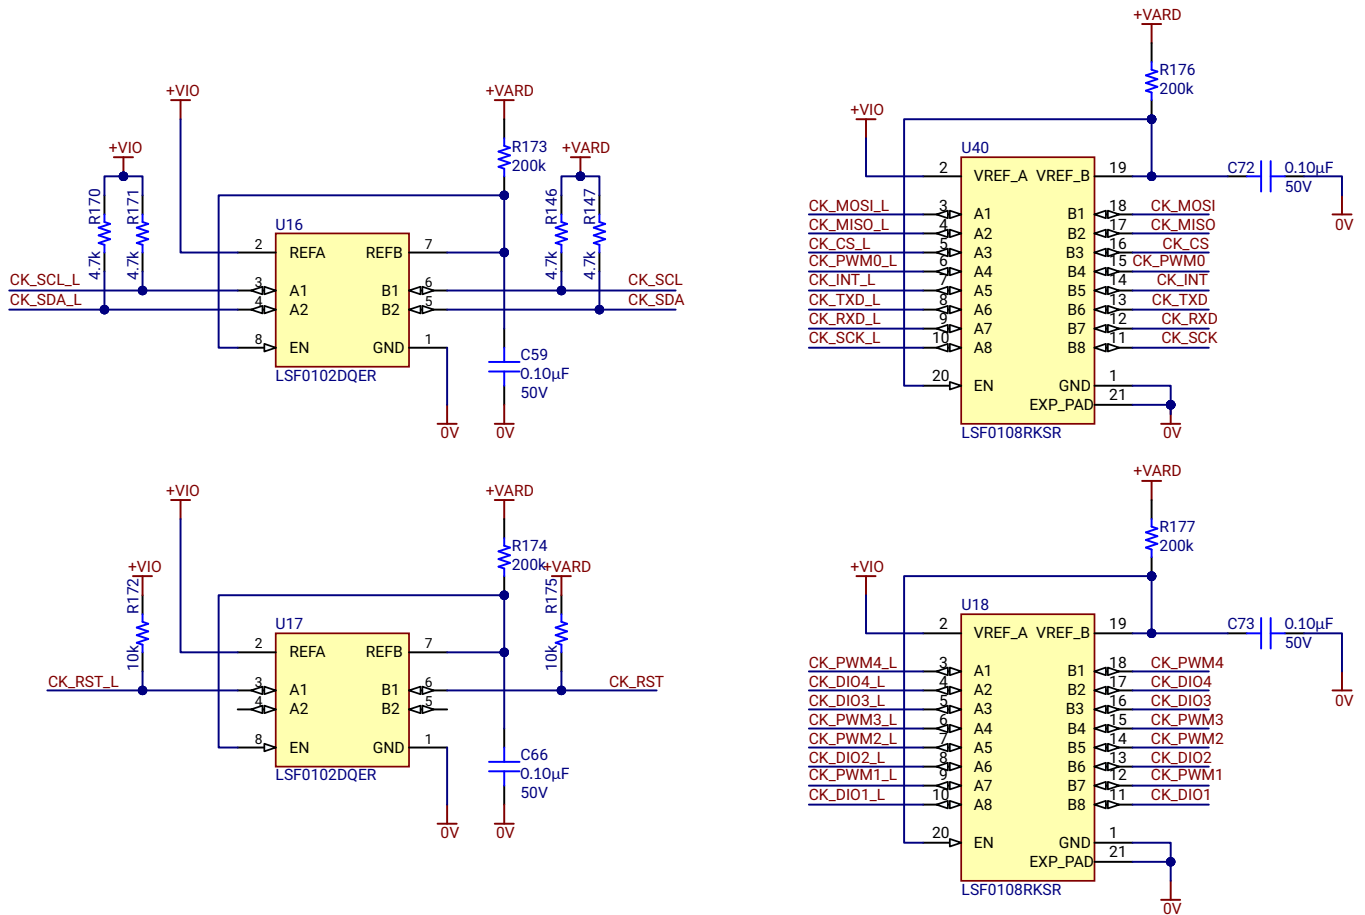 +VIO
+VARD
+VIO
R173
200k
+VARD
R170
4.7k
R171
4.7k
R146
4.7k
R147
4.7k
U16
2 REFA REFB 7
CK_SCL_L 3 A1 B1 6 CK_SCL
CK_SDA_L 4 A2 B2 5 CK_SDA
8 EN GND 1
LSF0102DQER
C59
0.10µF
50V
0V
0V
+VARD
R176
200k
+VIO
U40
2 VREF_A VREF_B 19
C72 0.10µF
50V
0V
CK_MOSI_L 3 A1 B1 18 CK_MOSI
CK_MISO_L 4 A2 B2 17 CK_MISO
CK_CS_L 5 A3 B3 16 CK_CS
CK_PWM0_L 6 A4 B4 15 CK_PWM0
CK_INT_L 7 A5 B5 14 CK_INT
CK_TXD_L 8 A6 B6 13 CK_TXD
CK_RXD_L 9 A7 B7 12 CK_RXD
CK_SCK_L 10 A8 B8 11 CK_SCK
20 EN GND 1
EXP_PAD 21
LSF0108RKSR
0V
+VIO
+VARD
R174
200k
+VIO
+VARD
R172
10k
R175
10k
U17
2 REFA REFB 7
CK_RST_L 3 A1 B1 6 CK_RST
4 A2 B2 5
8 EN GND 1
LSF0102DQER
C66
0.10µF
50V
0V
0V
+VARD
R177
200k
+VIO
U18
2 VREF_A VREF_B 19
C73 0.10µF
50V
0V
CK_PWM4_L 3 A1 B1 18 CK_PWM4
CK_DIO4_L 4 A2 B2 17 CK_DIO4
CK_DIO3_L 5 A3 B3 16 CK_DIO3
CK_PWM3_L 6 A4 B4 15 CK_PWM3
CK_PWM2_L 7 A5 B5 14 CK_PWM2
CK_DIO2_L 8 A6 B6 13 CK_DIO2
CK_PWM1_L 9 A7 B7 12 CK_PWM1
CK_DIO1_L 10 A8 B8 11 CK_DIO1
20 EN GND 1
EXP_PAD 21
LSF0108RKSR
0V